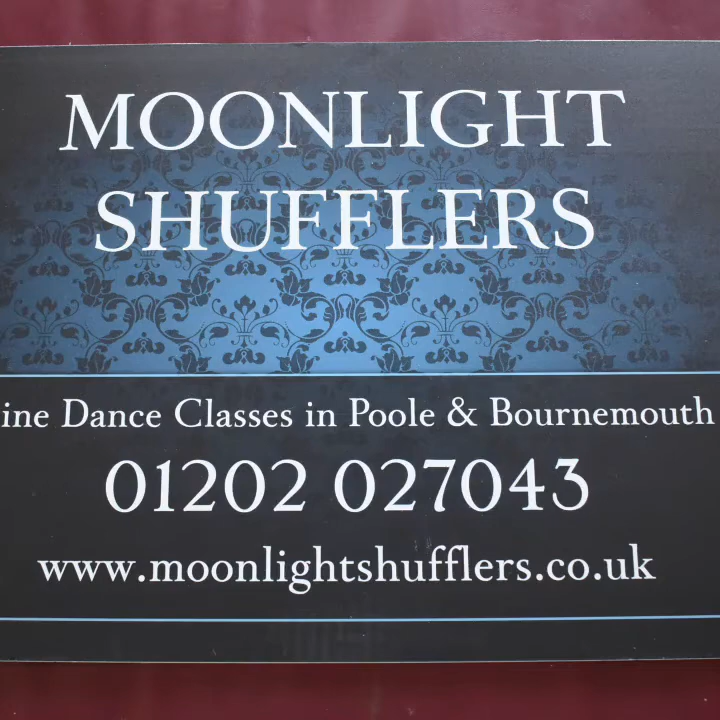 MOONLIGHT
SHUFFLERS
ine Dance Classes in Poole & Bournemouth
01202 027043
www.moonlightshufflers.co.uk